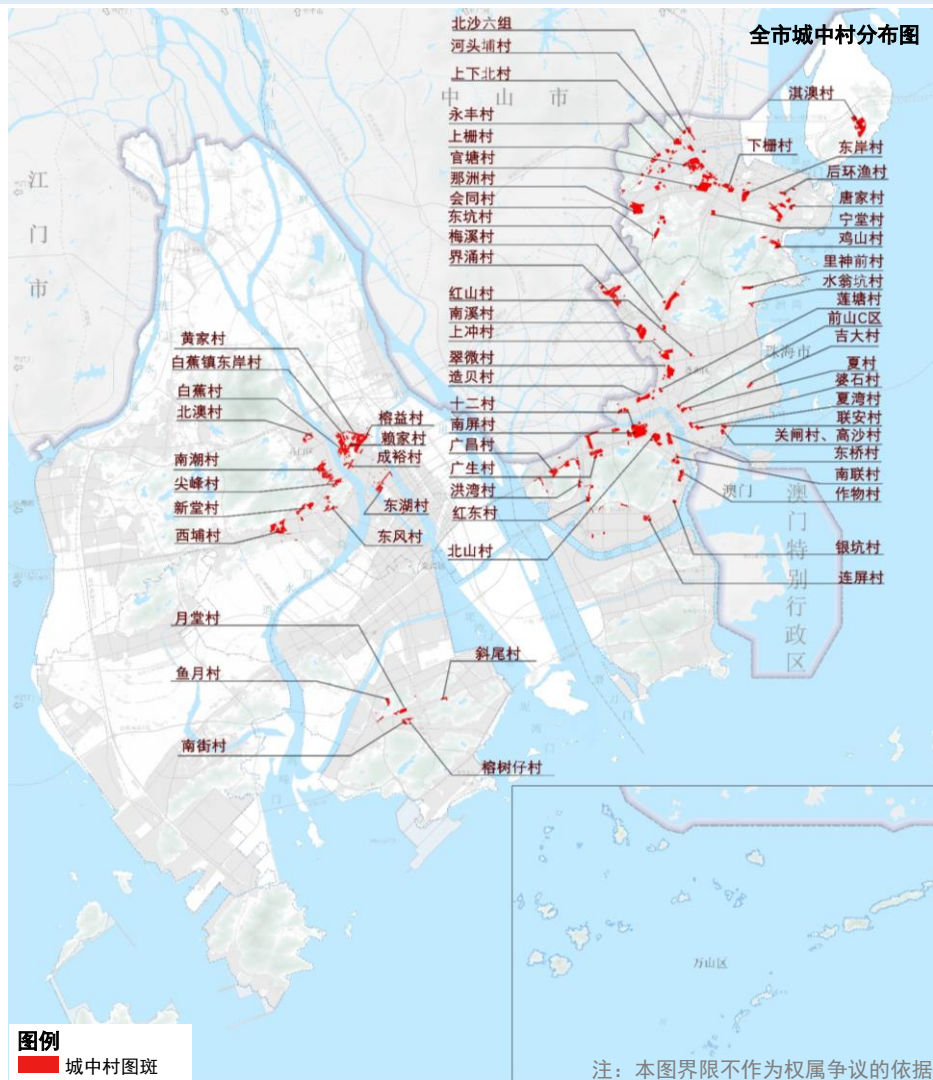 全市城中村分布图
北沙六组
河头埔村
上下北村
中山市
淇澳村
永丰村
上栅村
下栅村
东岸村
官塘村
后环渔村
那洲村
唐家村
会同村
宁堂村
东坑村
鸡山村
梅溪村
里神前村
界涌村
水翁坑村
江门市
红山村
莲塘村
南溪村
前山C区
上冲村
吉大村
黄家村
珠海市
翠微村
夏村
白蕉镇东岸村
造贝村
婆石村
白蕉村
十二村
夏湾村
北澳村
榕益村
南屏村
联安村
赖家村
关闸村、高沙村
广昌村
成裕村
东桥村
南潮村
广生村
南联村
尖峰村
洪湾村
澳门
作物村
新堂村
东湖村
红东村
澳门特别行政区
西埔村
东风村
北山村
银坑村
连屏村
月堂村
斜尾村
鱼月村
南街村
榕树仔村
万山区
图例
城中村图斑
注：本图界限不作为权属争议的依据